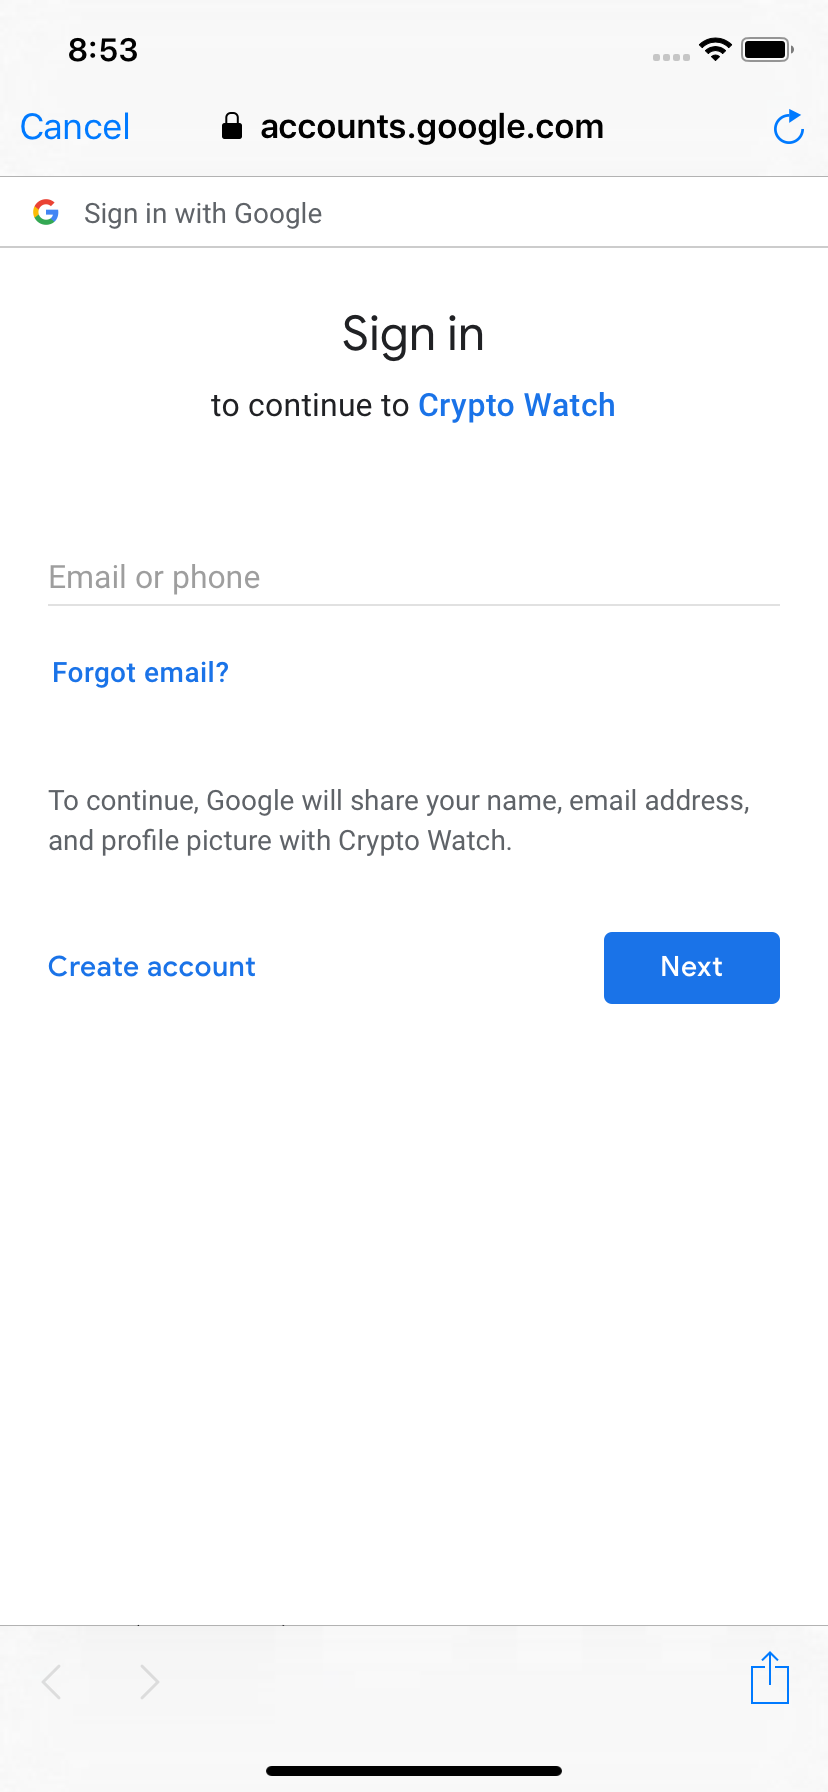 8:53
Cancel
accounts.google.com
Sign in with Google
Sign in
to continue to Crypto Watch
Email or phone
Forgot email?
To continue, Google will share your name, email address,
and profile picture with Crypto Watch.
Create account
Next